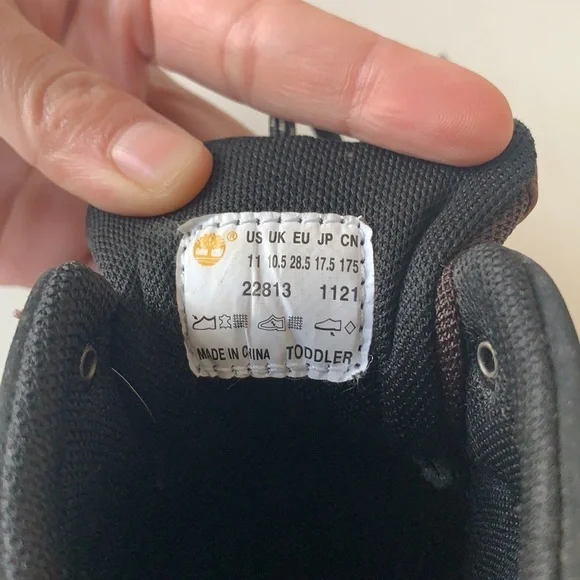 ® US UK EU JP CN
11 10.5 28.5 17.5 175
22813 1121
MADE IN CHINA TODDLER